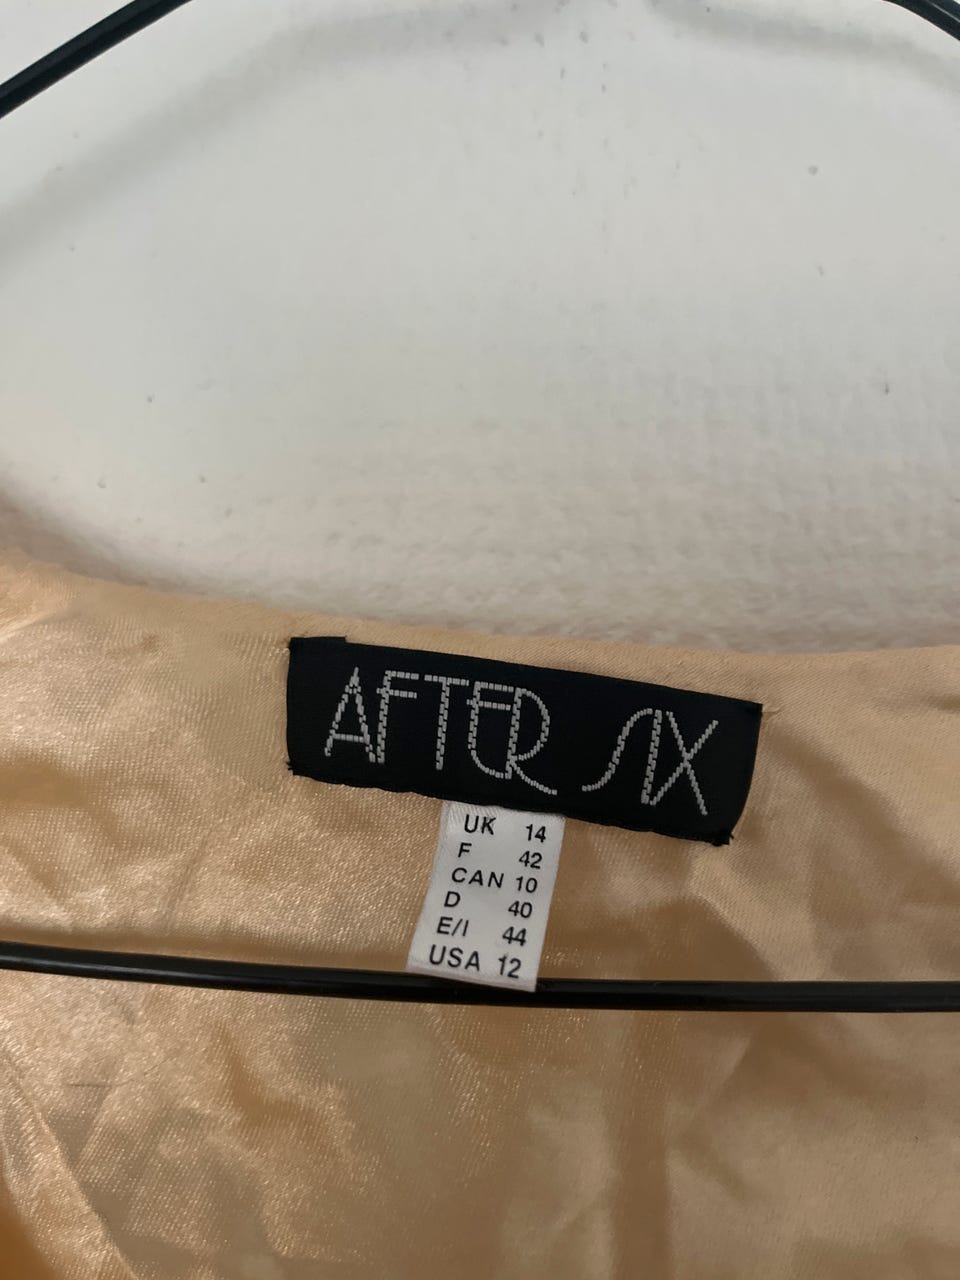 AFTER SIX
UK 14
F 42
CAN 10
D 40
E/I 44
USA 12